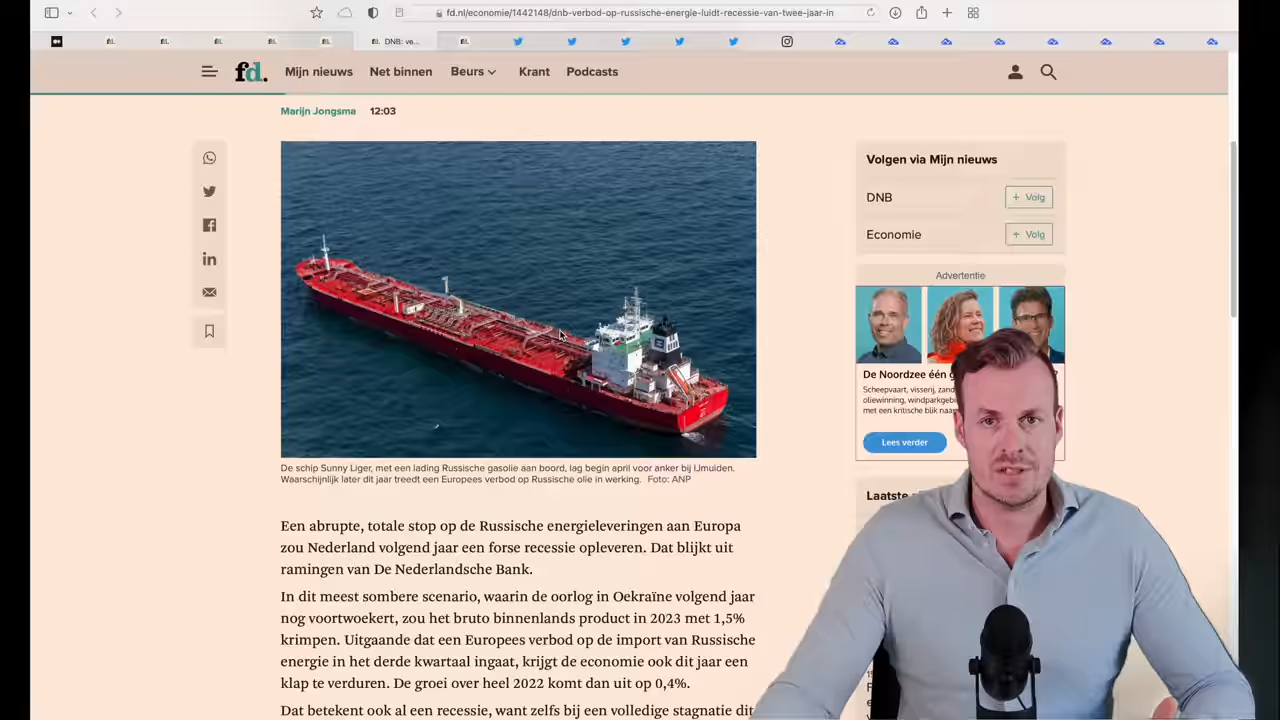 fd.nl/economie/1442148/dnb-verbod-op-russische-energie-luidt-recessie-van-twee-jaar-in
fd.
fd.
fd.
fd.
fd.
fd. DNB: ve...
fd.
fd. Mijn nieuws Net binnen Beurs Krant Podcasts
Marijn Jongsma 12:03
De schip Sunny Liger, met een lading Russische gasolie aan boord, lag begin april voor anker bij IJmuiden.
Waarschijnlijk later dit jaar treedt een Europees verbod op Russische olie in werking. Foto: ANP
Een abrupte, totale stop op de Russische energieleveringen aan Europa
zou Nederland volgend jaar een forse recessie opleveren. Dat blijkt uit
ramingen van De Nederlandsche Bank.
In dit meest sombere scenario, waarin de oorlog in Oekraïne volgend jaar
nog voortwoekert, zou het bruto binnenlands product in 2023 met 1,5%
krimpen. Uitgaande dat een Europees verbod op de import van Russische
energie in het derde kwartaal ingaat, krijgt de economie ook dit jaar een
klap te verduren. De groei over heel 2022 komt dan uit op 0,4%.
Dat betekent ook al een recessie, want zelfs bij een volledige stagnatie dit
Volgen via Mijn nieuws
DNB + Volg
Economie + Volg
Advertentie
De Noordzee één
Scheepvaart, visserij,
oliewinning,
met een kritische blik
Lees verder
Laatste